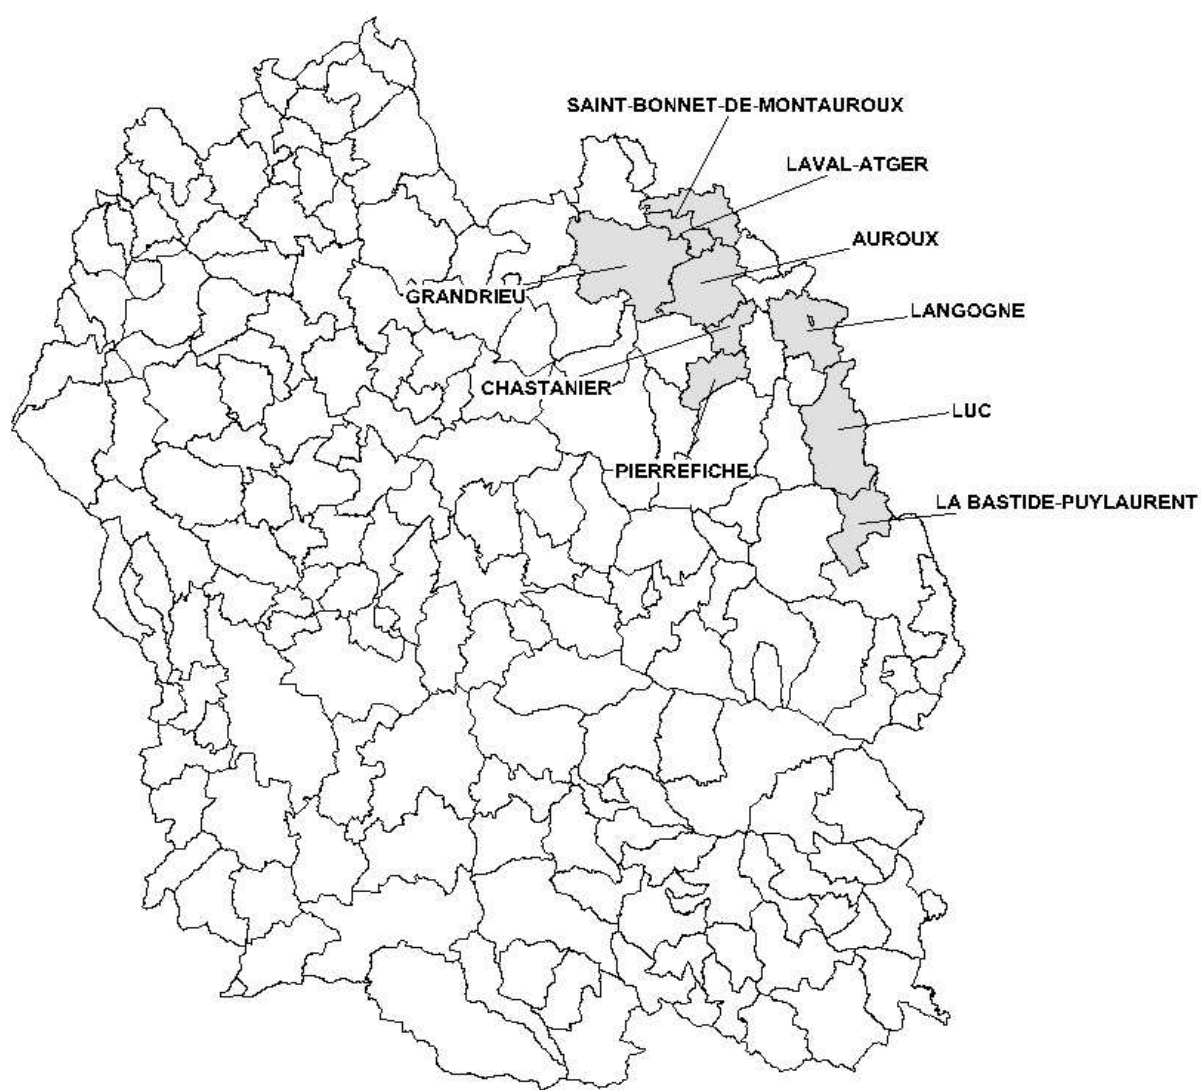 SAINT-BONNET-DE-MONTAUROUX
LAVAL-ATGER
AUROUX
GRANDRIEU
LANGOGNE
CHASTANIER
LUC
PIERREFICHE
LA BASTIDE-PUYLAURENT